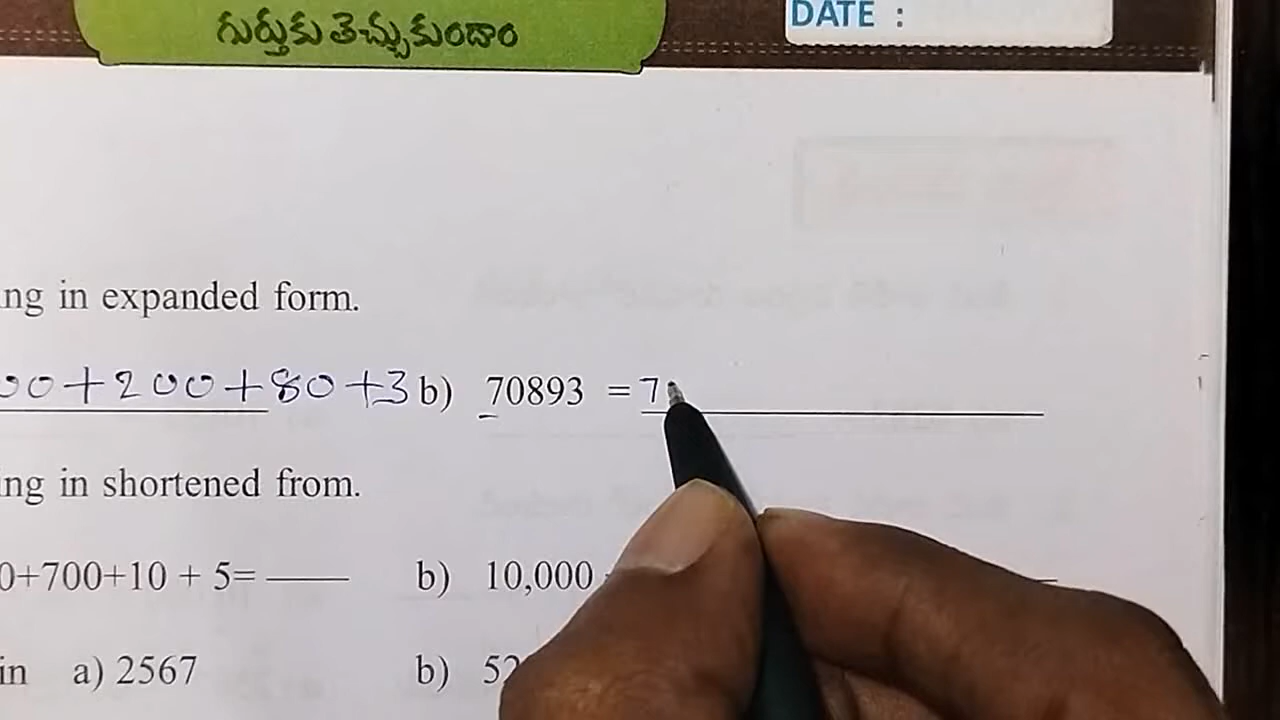 గుర్తుకు తెచ్చుకుందాం
DATE :
ng in expanded form.
00+200+80+3 b) 70893 = 7
ing in shortened from.
0+700+10 + 5= b) 10,000
in a) 2567 b) 52